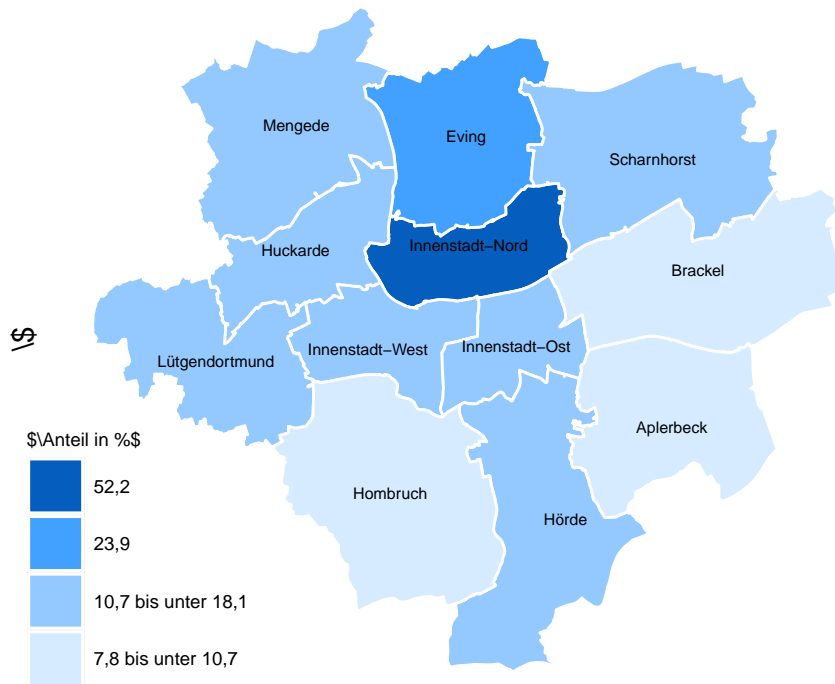 Mengede
Eving
Scharnhorst
Huckarde
Innenstadt–Nord
Brackel
Lütgendortmund
Innenstadt–West
Innenstadt–Ost
Aplerbeck
Hombruch
Hörde
\$
$\Anteil in %$
52,2
23,9
10,7 bis unter 18,1
7,8 bis unter 10,7